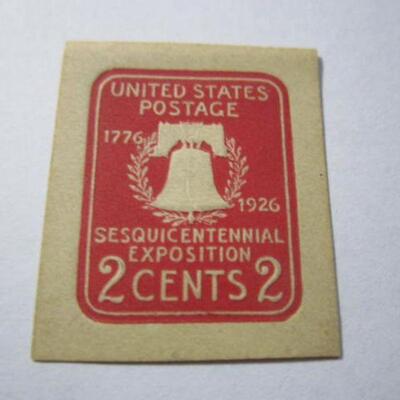 UNITED STATES
POSTAGE
1776
1926
SESQUICENTENNIAL
EXPOSITION
2 CENTS 2